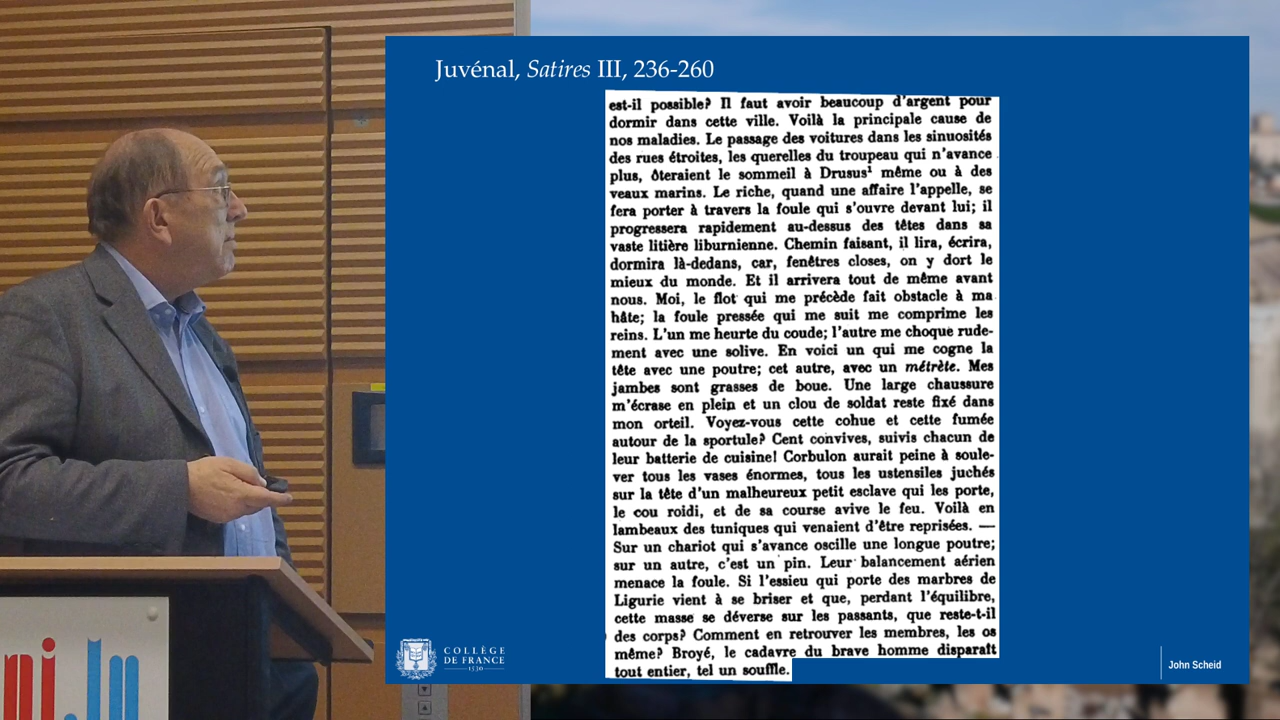 Juvénal, Satires III, 236-260
est-il possible? Il faut avoir beaucoup d'argent pour
dormir dans cette ville. Voilà la principale cause de
nos maladies. Le passage des voitures dans les sinuosités
des rues étroites, les querelles du troupeau qui n'avance
plus, ôteraient le sommeil à Drusus¹ même ou à des
veaux marins. Le riche, quand une affaire l'appelle, se
fera porter à travers la foule qui s'ouvre devant lui; il
progressera rapidement au-dessus des têtes dans sa
vaste litière liburnienne. Chemin faisant, il lira, écrira,
dormira là-dedans, car, fenêtres closes, on y dort le
mieux du monde. Et il arrivera tout de même avant
nous. Moi, le flot qui me précède fait obstacle à ma
hâte; la foule pressée qui me suit me comprime les
reins. L'un me heurte du coude; l'autre me choque rude-
ment avec une solive. En voici un qui me cogne la
tête avec une poutre; cet autre, avec un métrète. Mes
jambes sont grasses de boue. Une large chaussure
m'écrase en plein et un clou de soldat reste fixé dans
mon orteil. Voyez-vous cette cohue et cette fumée
autour de la sportule? Cent convives, suivis chacun de
leur batterie de cuisine! Corbulon aurait peine à soule-
ver tous les vases énormes, tous les ustensiles juchés
sur la tête d'un malheureux petit esclave qui les porte,
le cou roidi, et de sa course avive le feu. Voilà en
lambeaux des tuniques qui venaient d'être reprisées. —
Sur un chariot qui s'avance oscille une longue poutre;
sur un autre, c'est un pin. Leur balancement aérien
menace la foule. Si l'essieu qui porte des marbres de
Ligurie vient à se briser et que, perdant l'équilibre,
cette masse se déverse sur les passants, que reste-t-il
des corps? Comment en retrouver les membres, les os
même? Broyé, le cadavre du brave homme disparaît
tout entier, tel un souffle.
COLLÈGE
DE FRANCE
1530
John Scheid